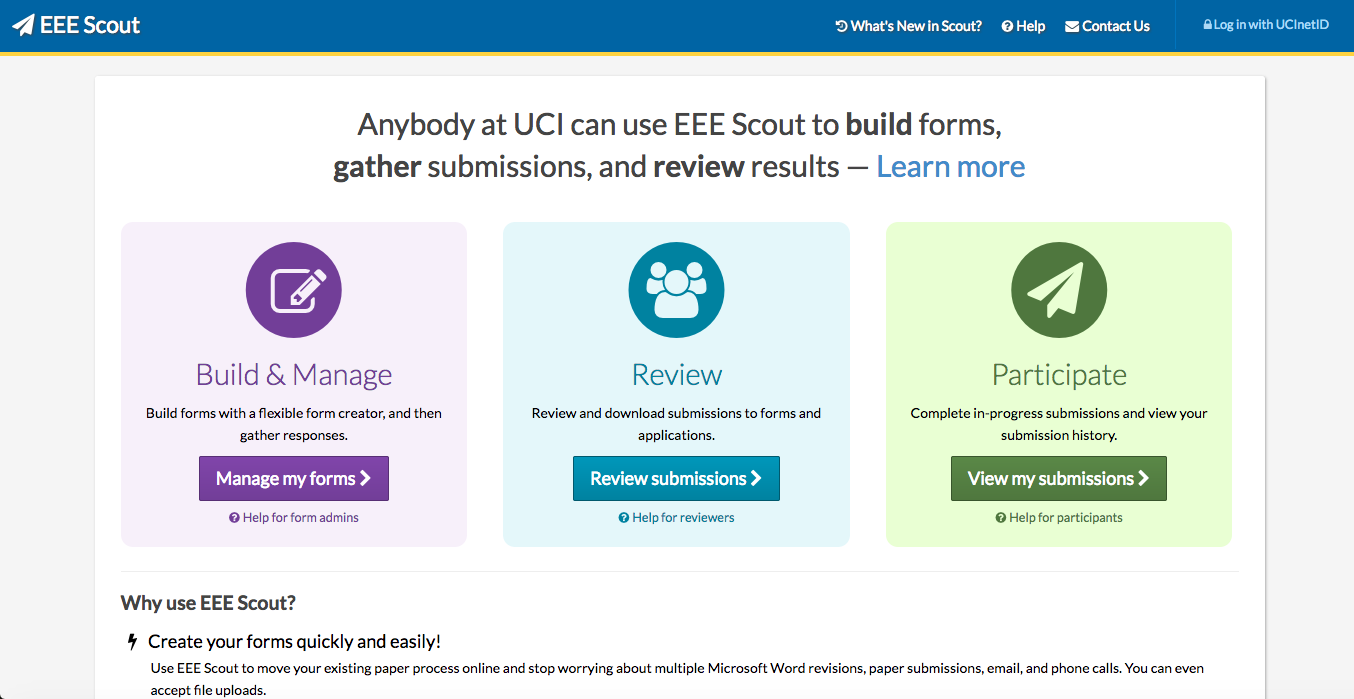 EEE Scout
What's New in Scout?
Help
Contact Us
Log in with UCInetID
Anybody at UCI can use EEE Scout to build forms,
gather submissions, and review results — Learn more
Build & Manage
Build forms with a flexible form creator, and then
gather responses.
Manage my forms
Help for form admins
Review
Review and download submissions to forms and
applications.
Review submissions
Help for reviewers
Participate
Complete in-progress submissions and view your
submission history.
View my submissions
Help for participants
Why use EEE Scout?
Create your forms quickly and easily!
Use EEE Scout to move your existing paper process online and stop worrying about multiple Microsoft Word revisions, paper submissions, email, and phone calls. You can even
accept file uploads.